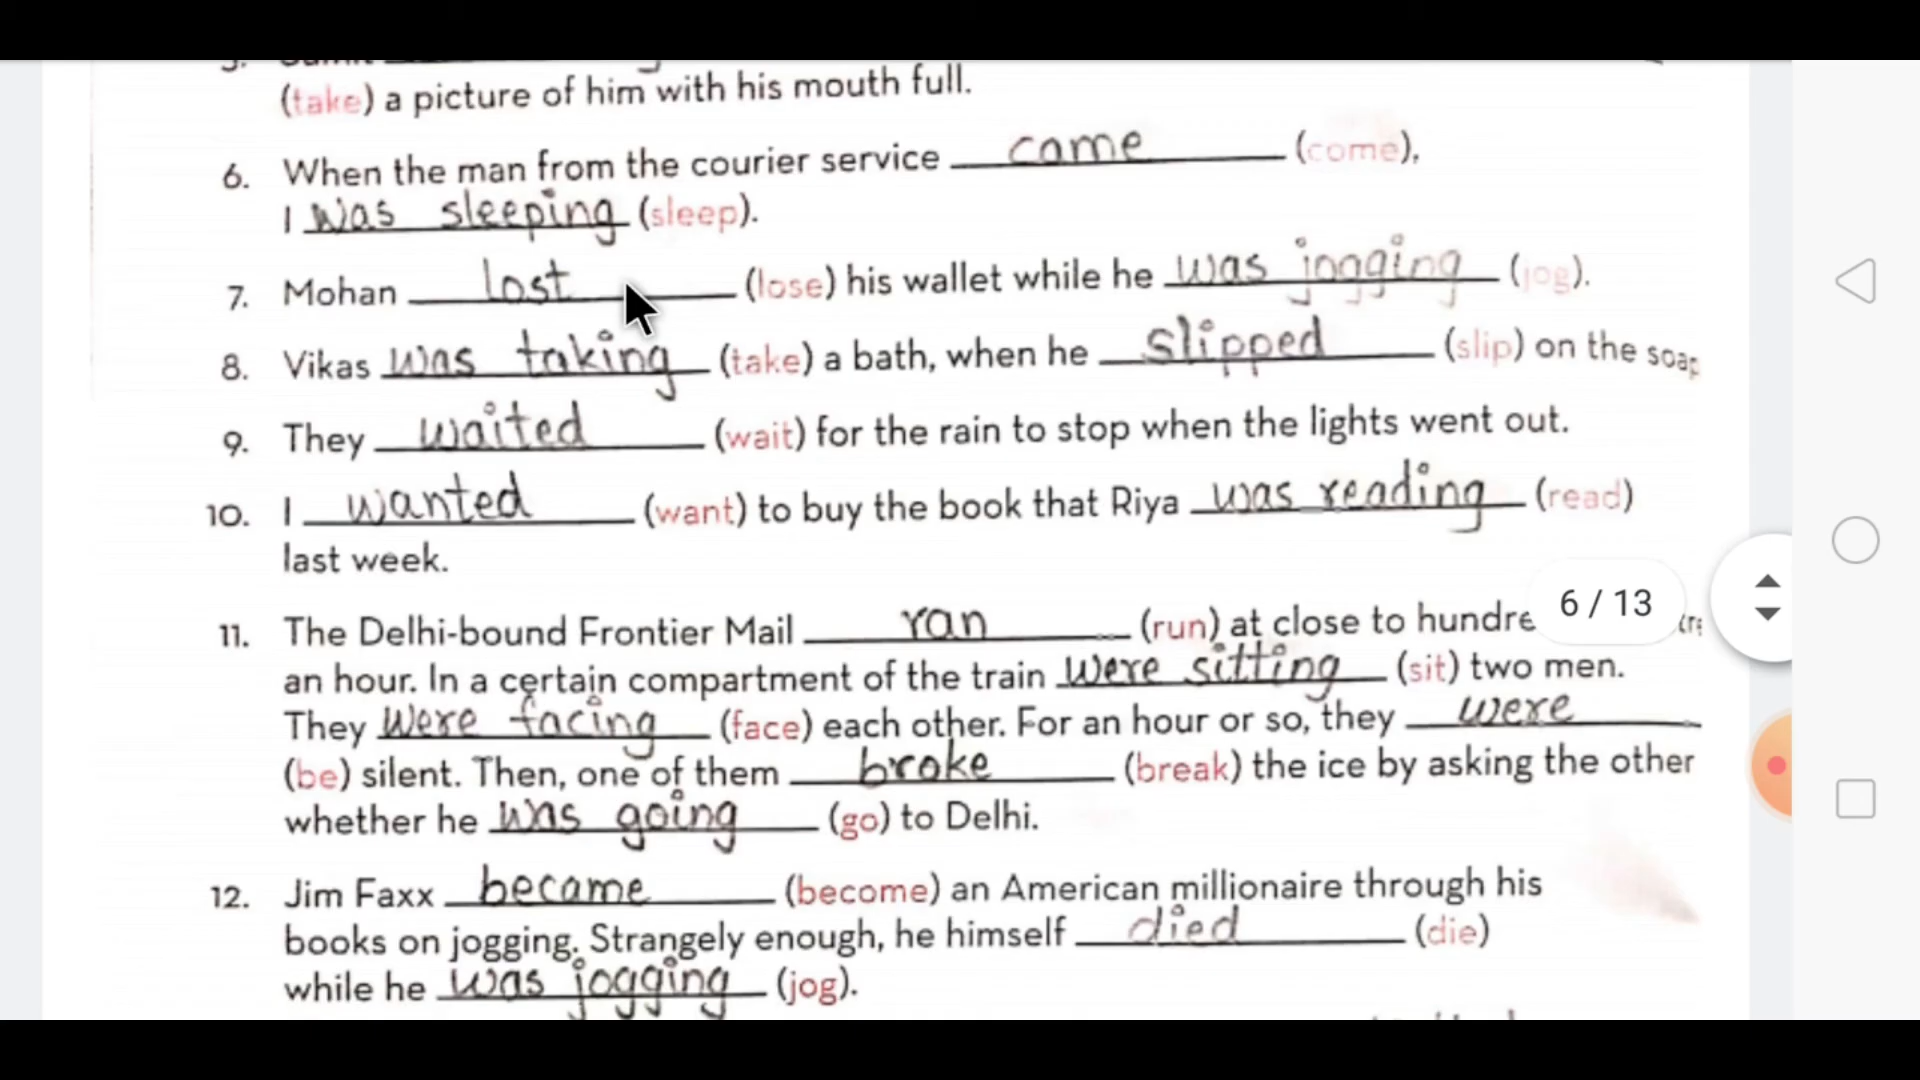 (take) a picture of him with his mouth full.
6. When the man from the courier service came (come),
I was sleeping (sleep).
7. Mohan lost (lose) his wallet while he was jogging (jog).
8. Vikas was taking (take) a bath, when he slipped (slip) on the soap
9. They waited (wait) for the rain to stop when the lights went out.
10. I wanted (want) to buy the book that Riya was reading (read)
last week.
11. The Delhi-bound Frontier Mail ran (run) at close to hundre
6 / 13
an hour. In a certain compartment of the train were sitting (sit) two men.
They were facing (face) each other. For an hour or so, they were
(be) silent. Then, one of them broke (break) the ice by asking the other
whether he was going (go) to Delhi.
12. Jim Faxx became (become) an American millionaire through his
books on jogging. Strangely enough, he himself died (die)
while he was jogging (jog).